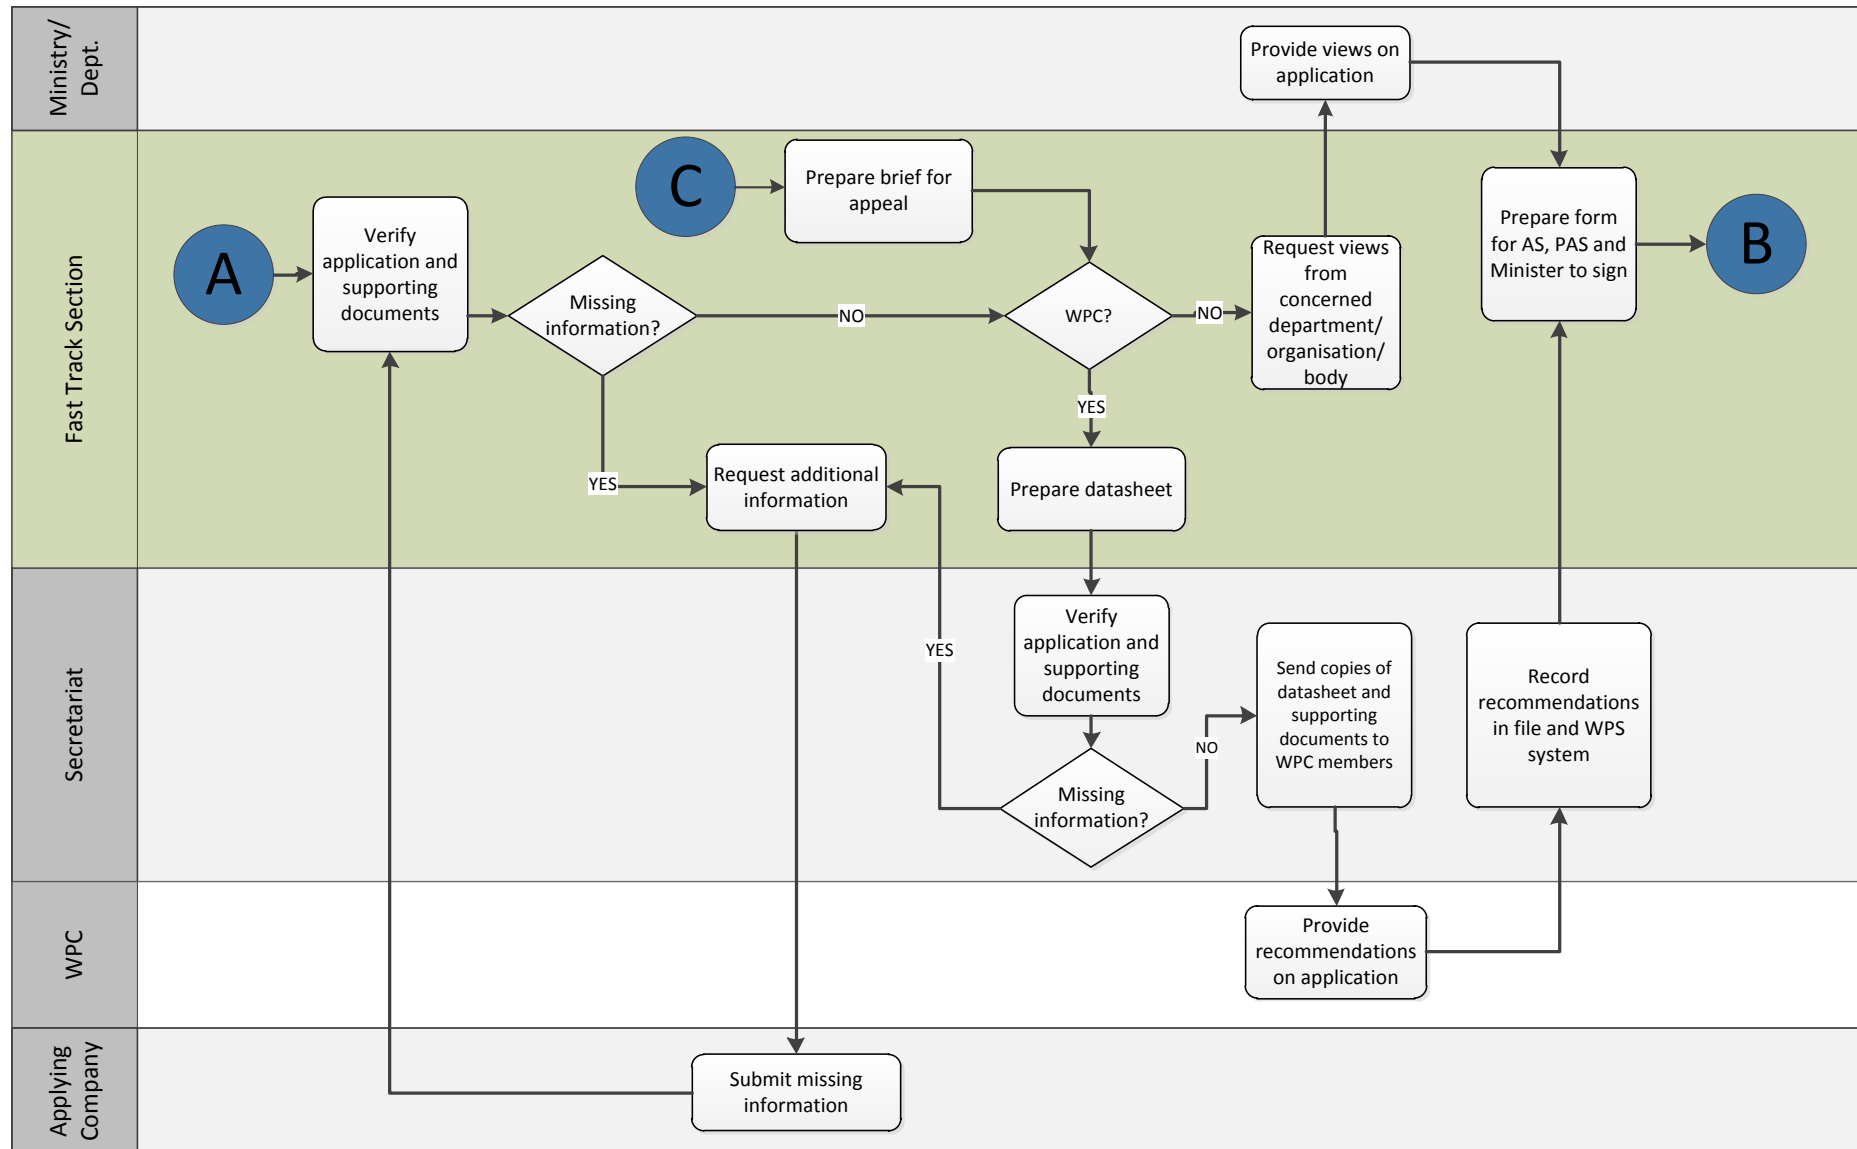 Ministry/
Dept.
Provide views on
application
Fast Track Section
A
Verify
application and
supporting
documents
Missing
information?
NO
YES
C
Prepare brief for
appeal
WPC?
NO
YES
Request views
from
concerned
department/
organisation/
body
Prepare form
for AS, PAS and
Minister to sign
B
Request additional
information
Prepare datasheet
Secretariat
Verify
application and
supporting
documents
YES
Missing
information?
NO
Send copies of
datasheet and
supporting
documents to
WPC members
Record
recommendations
in file and WPS
system
WPC
Provide
recommendations
on application
Applying
Company
Submit missing
information